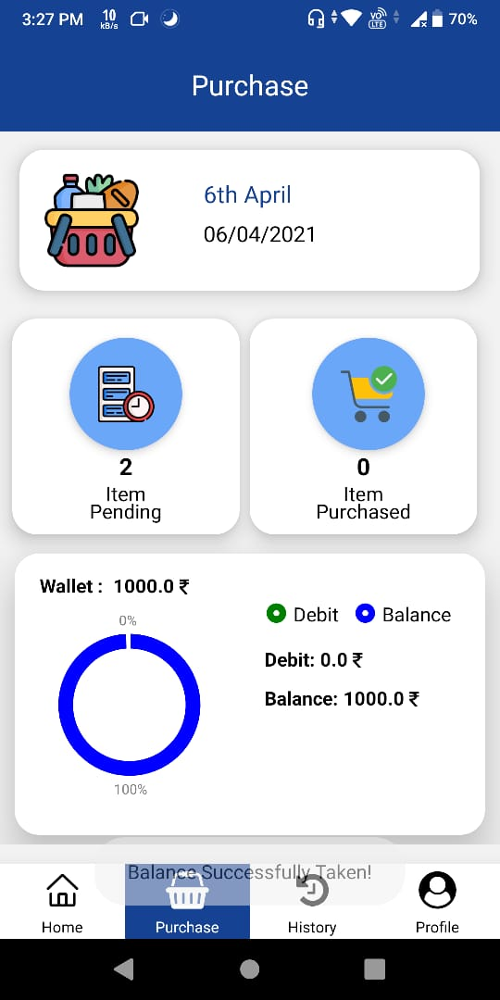 3:27 PM
10
kB/s
VO
LTE
70%
Purchase
6th April
06/04/2021
2
Item
Pending
0
Item
Purchased
Wallet :  1000.0 ₹
0%
100%
Debit
Balance
Debit: 0.0 ₹
Balance: 1000.0 ₹
Balance Successfully Taken!
Home
Purchase
History
Profile